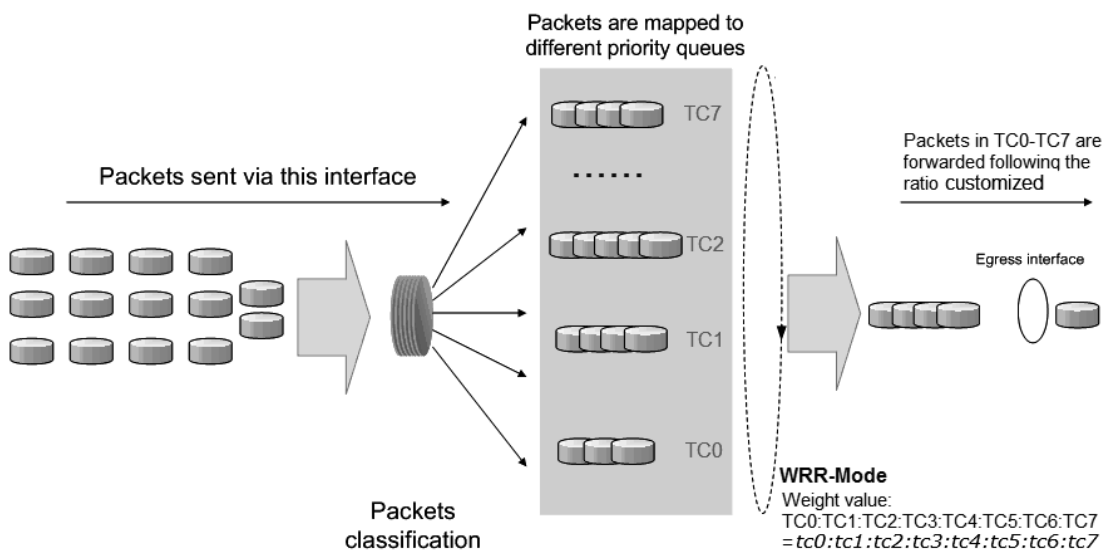 Packets are mapped to
different priority queues
TC7
Packets in TC0-TC7 are
forwarded following the
ratio customized
Packets sent via this interface
......
TC2
Egress interface
TC1
TC0
WRR-Mode
Weight value:
TC0:TC1:TC2:TC3:TC4:TC5:TC6:TC7
=tc0:tc1:tc2:tc3:tc4:tc5:tc6:tc7
Packets
classification